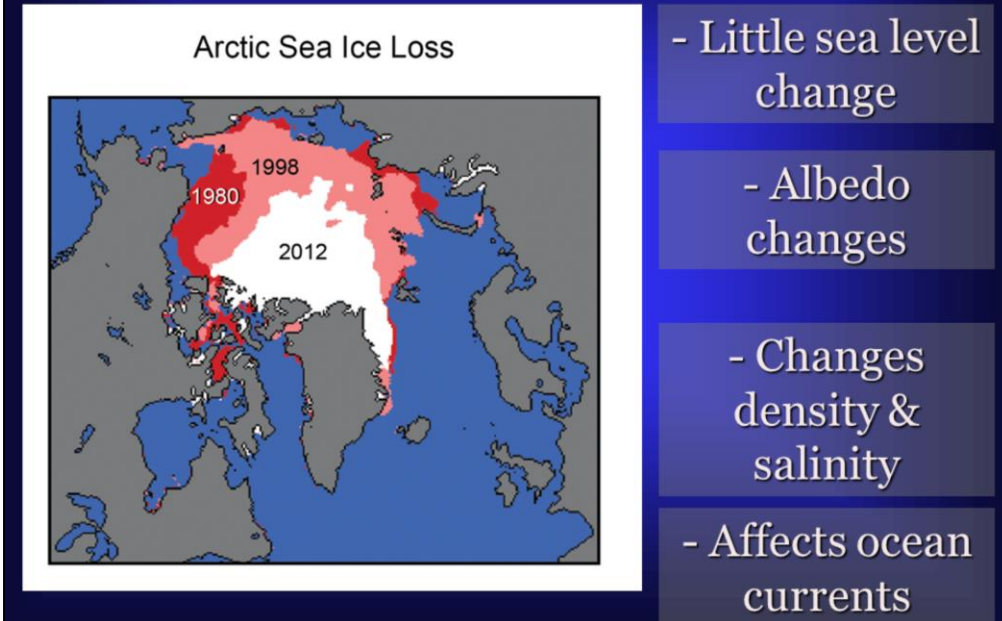 Arctic Sea Ice Loss
1998
1980
2012
- Little sea level
change
- Albedo
changes
- Changes
density &
salinity
- Affects ocean
currents